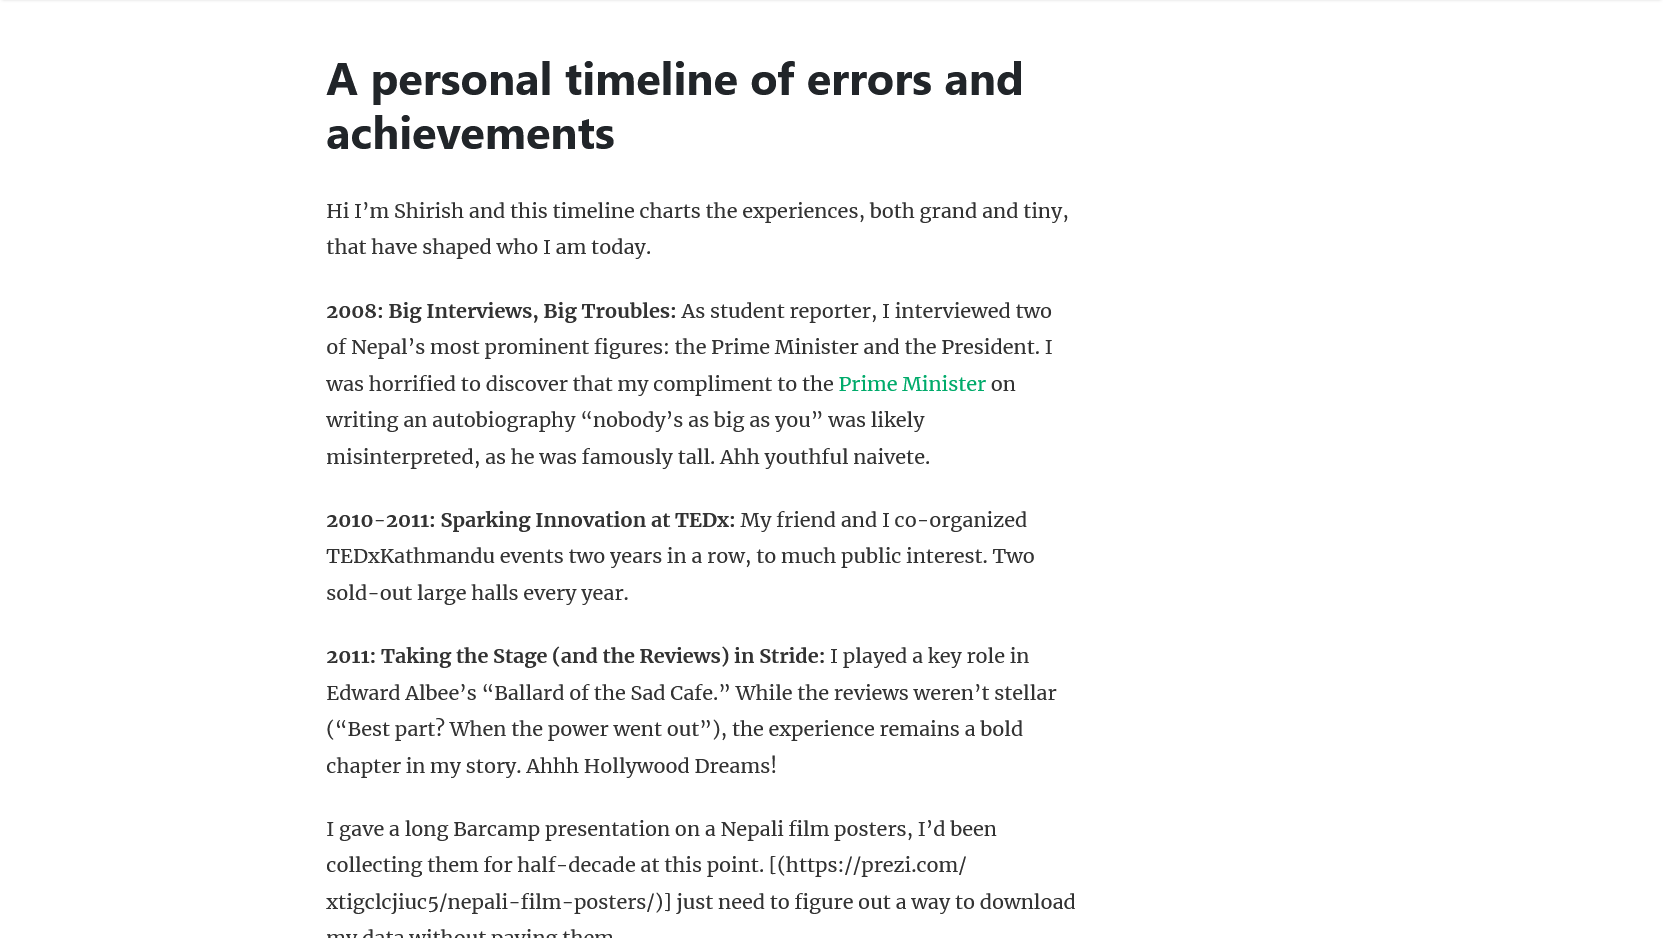 A personal timeline of errors and
achievements
Hi I’m Shirish and this timeline charts the experiences, both grand and tiny,
that have shaped who I am today.
2008: Big Interviews, Big Troubles: As student reporter, I interviewed two
of Nepal’s most prominent figures: the Prime Minister and the President. I
was horrified to discover that my compliment to the Prime Minister on
writing an autobiography “nobody’s as big as you” was likely
misinterpreted, as he was famously tall. Ahh youthful naivete.
2010-2011: Sparking Innovation at TEDx: My friend and I co-organized
TEDxKathmandu events two years in a row, to much public interest. Two
sold-out large halls every year.
2011: Taking the Stage (and the Reviews) in Stride: I played a key role in
Edward Albee’s “Ballard of the Sad Cafe.” While the reviews weren’t stellar
(“Best part? When the power went out”), the experience remains a bold
chapter in my story. Ahhh Hollywood Dreams!
I gave a long Barcamp presentation on a Nepali film posters, I’d been
collecting them for half-decade at this point. [(https://prezi.com/
xtigclcjiuc5/nepali-film-posters/)] just need to figure out a way to download
my data without paying them.